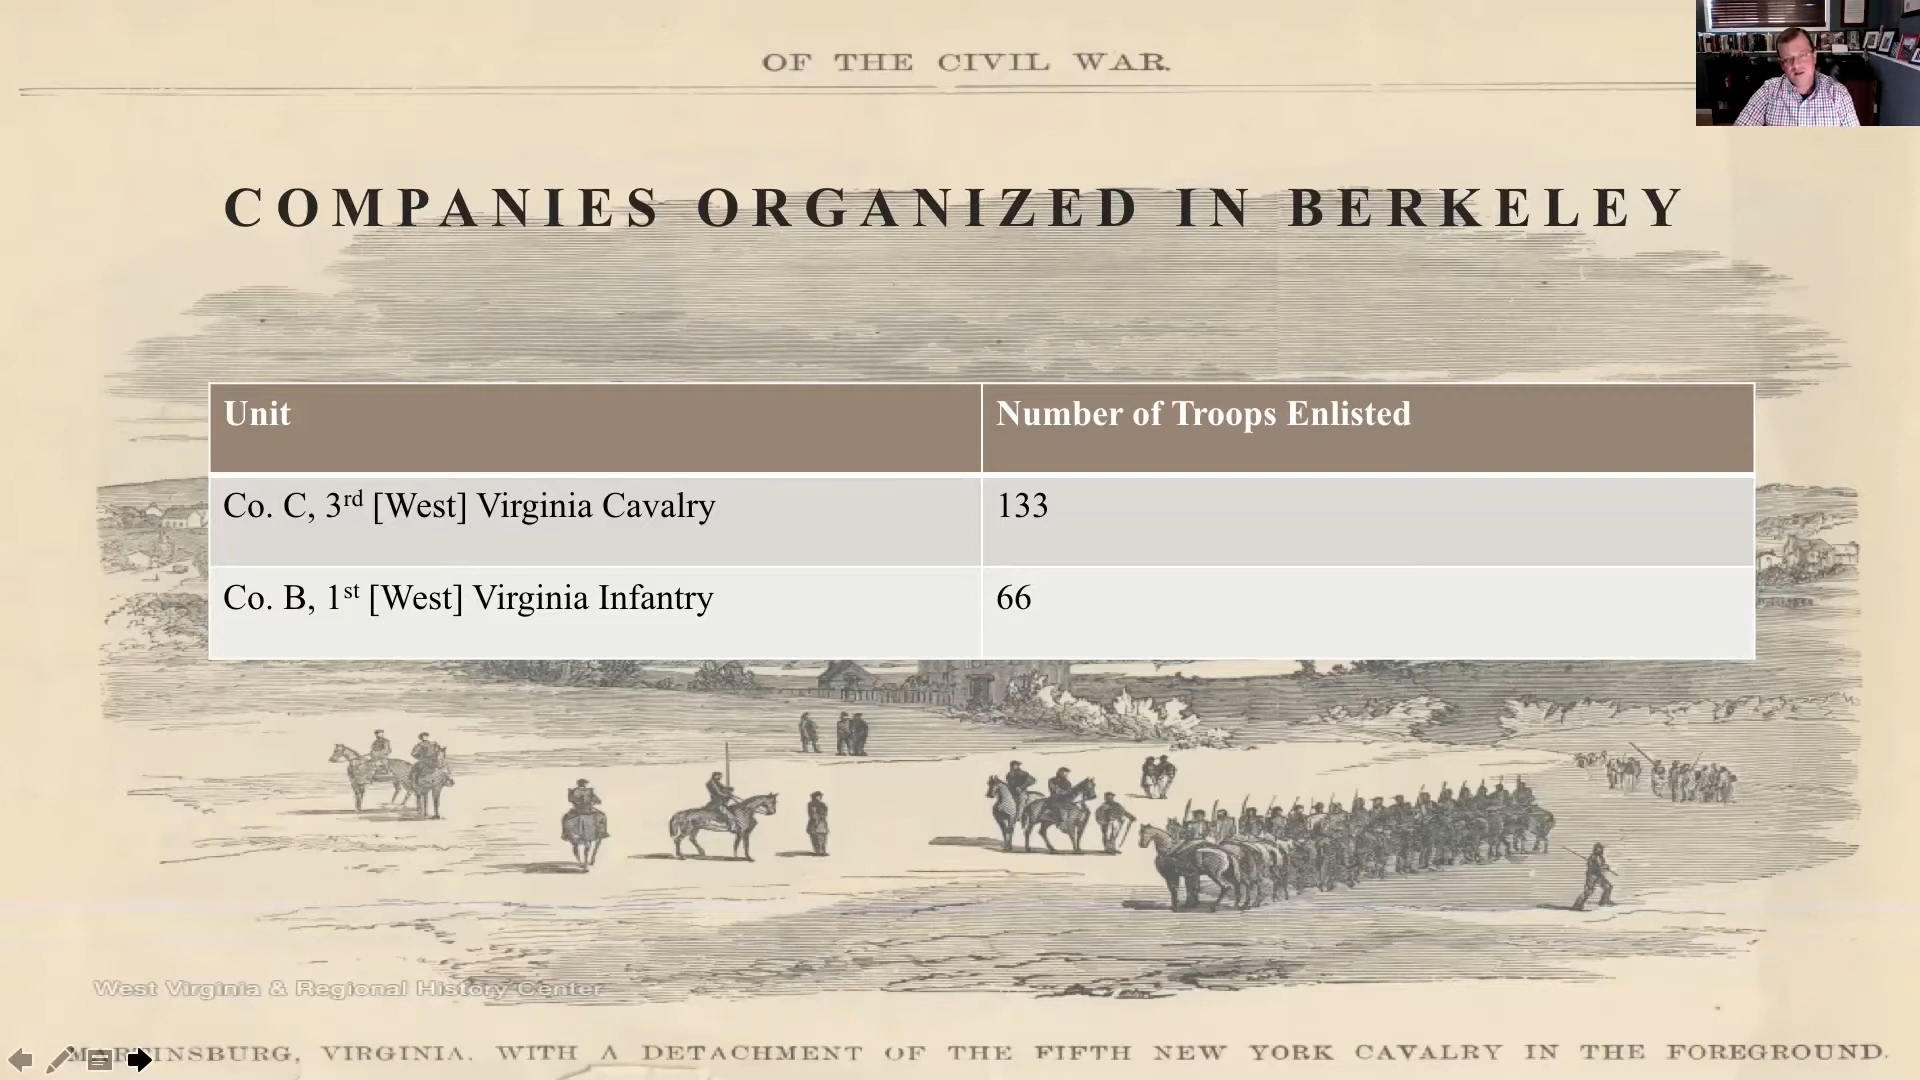 OF THE CIVIL WAR.
COMPANIES ORGANIZED IN BERKELEY
Unit Number of Troops Enlisted
Co. C, 3rd [West] Virginia Cavalry 133
Co. B, 1st [West] Virginia Infantry 66
West Virginia & Regional History Center
MARTINSBURG, VIRGINIA. WITH A DETACHMENT OF THE FIFTH NEW YORK CAVALRY IN THE FOREGROUND.